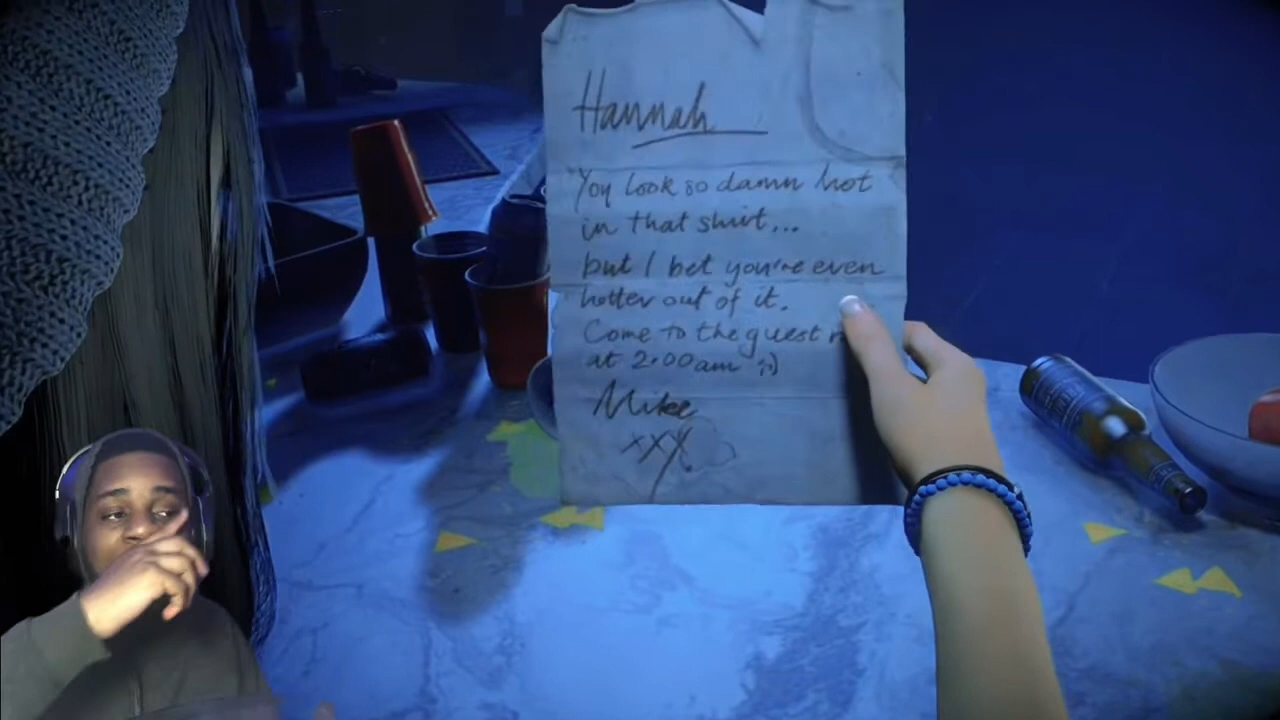 Hannah
You look so damn hot
in that shirt...
but I bet you're even
hotter out of it.
Come to the guest
at 2:00am ;)
Mike
xxx